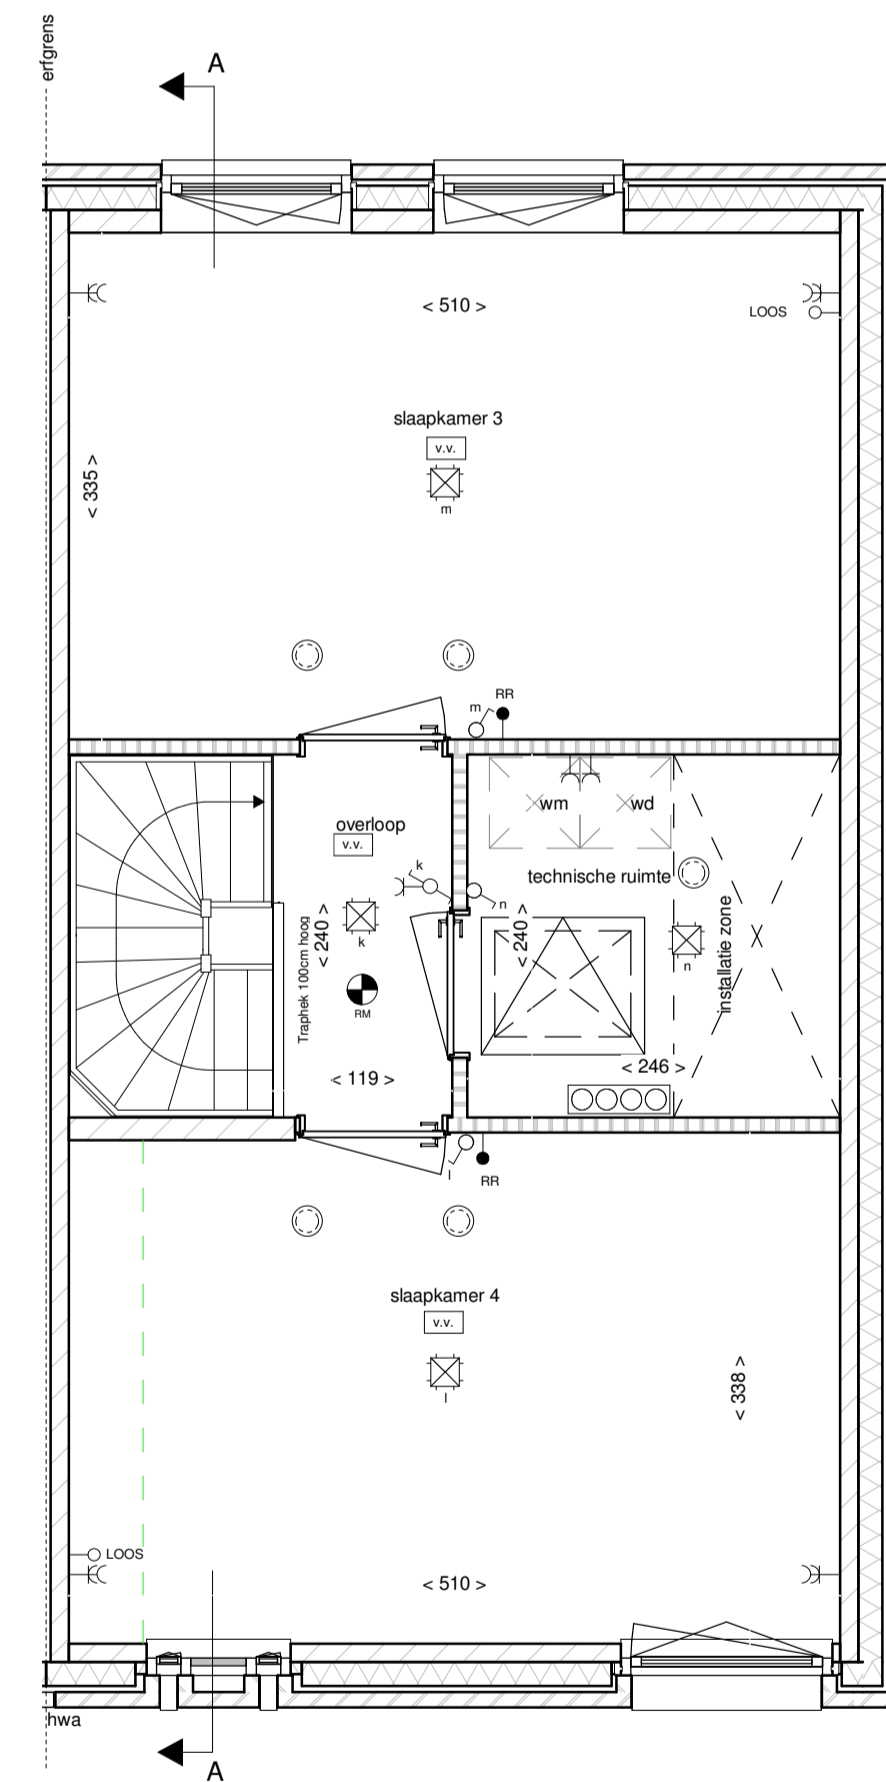 erfgrens
A
< 510 >
LOOS
slaapkamer 3
v.v.
m
< 335 >
RR
m
overloop
v.v.
wm
wd
k
technische ruimte
n
Traphek 100cm hoog
< 240 >
k
< 240 >
n
installatie zone
RM
< 119 >
< 246 >
l
RR
slaapkamer 4
v.v.
l
< 338 >
LOOS
< 510 >
hwa
A